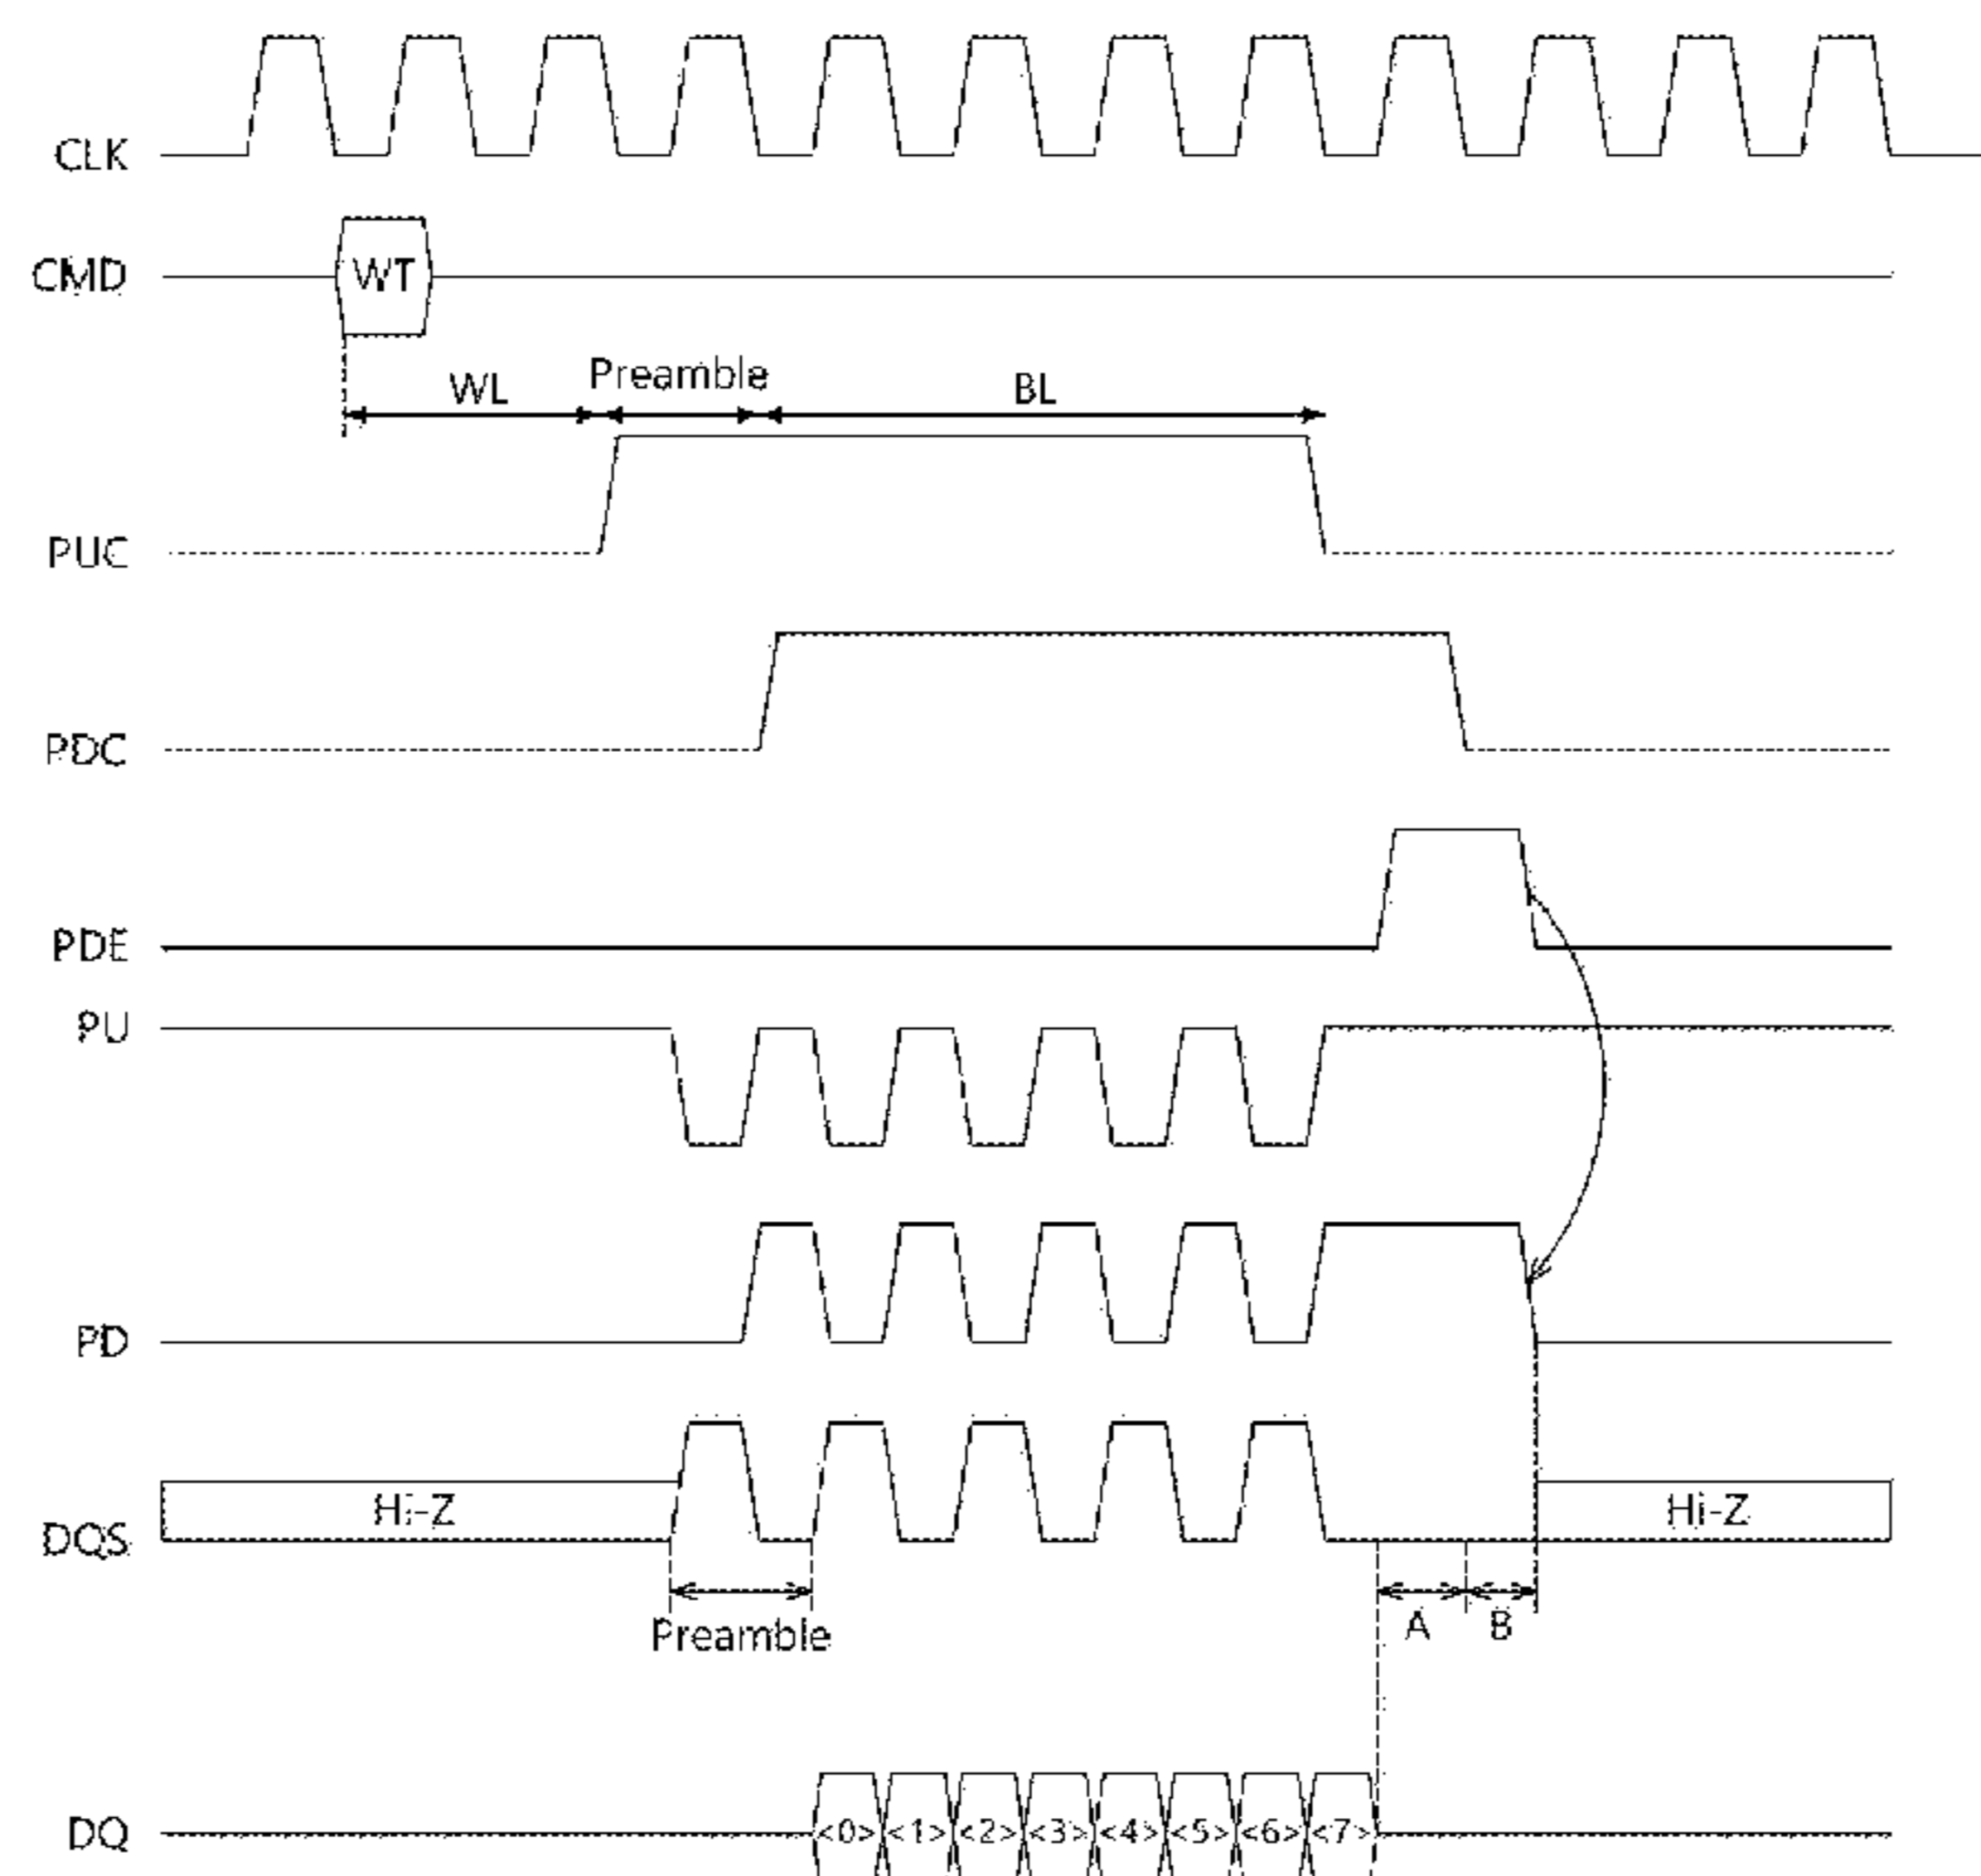 CLK
CMD
WT
WL
Preamble
BL
PUC
PDC
PDE
PU
PD
DQS
Hi-Z
Hi-Z
Preamble
A
B
DQ
<0>
<1>
<2>
<3>
<4>
<5>
<6>
<7>